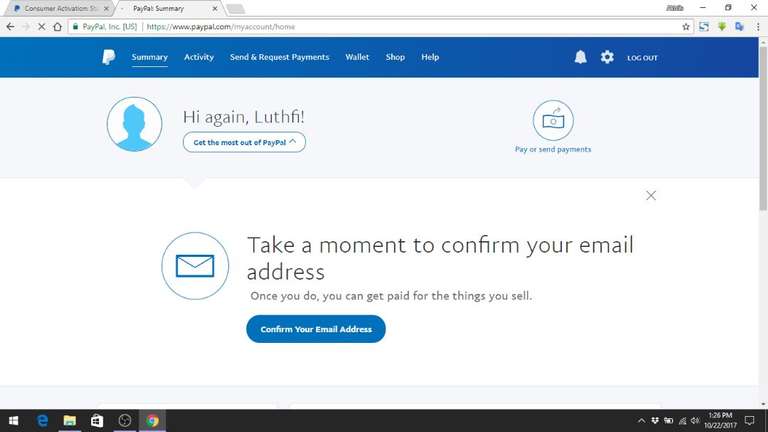 Consumer Activation: Sta
PayPal: Summary
PayPal, Inc. [US]
https://www.paypal.com/myaccount/home
Summary
Activity
Send & Request Payments
Wallet
Shop
Help
LOG OUT
Hi again, Luthfi!
Get the most out of PayPal
Pay or send payments
Take a moment to confirm your email
address
Once you do, you can get paid for the things you sell.
Confirm Your Email Address
1:26 PM
10/22/2017